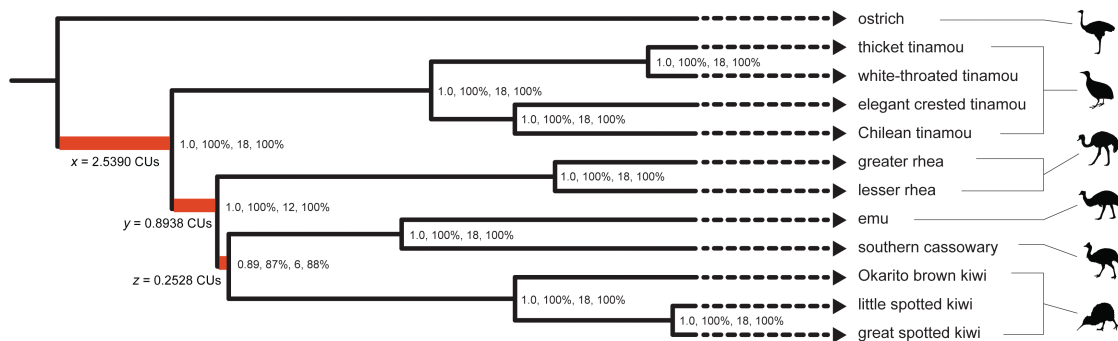 ostrich
thicket tinamou
1.0, 100%, 18, 100%
white-throated tinamou
1.0, 100%, 18, 100%
elegant crested tinamou
1.0, 100%, 18, 100%
Chilean tinamou
1.0, 100%, 18, 100%
x = 2.5390 CUs
greater rhea
1.0, 100%, 18, 100%
lesser rhea
1.0, 100%, 12, 100%
y = 0.8938 CUs
emu
1.0, 100%, 18, 100%
southern cassowary
0.89, 87%, 6, 88%
z = 0.2528 CUs
Okarito brown kiwi
1.0, 100%, 18, 100%
little spotted kiwi
1.0, 100%, 18, 100%
great spotted kiwi